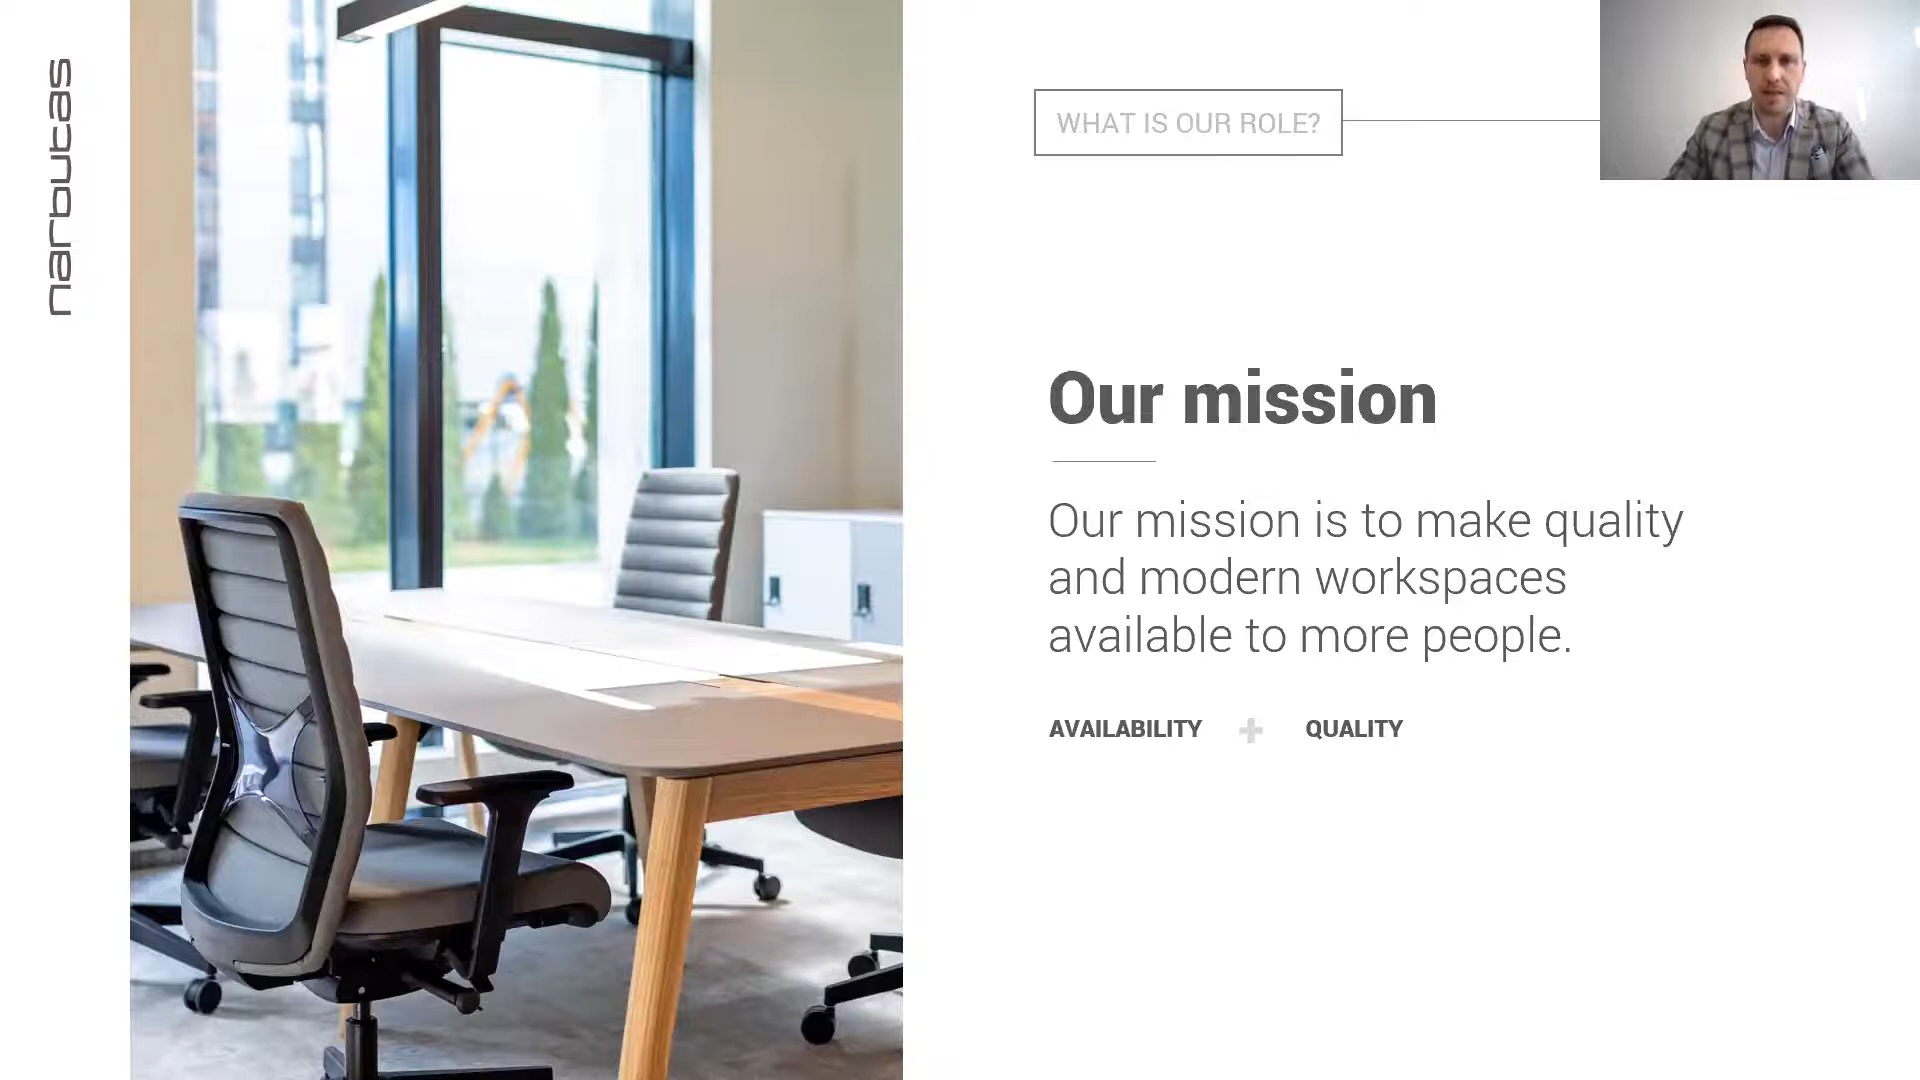 narbutas
WHAT IS OUR ROLE?
Our mission
Our mission is to make quality
and modern workspaces
available to more people.
AVAILABILITY + QUALITY